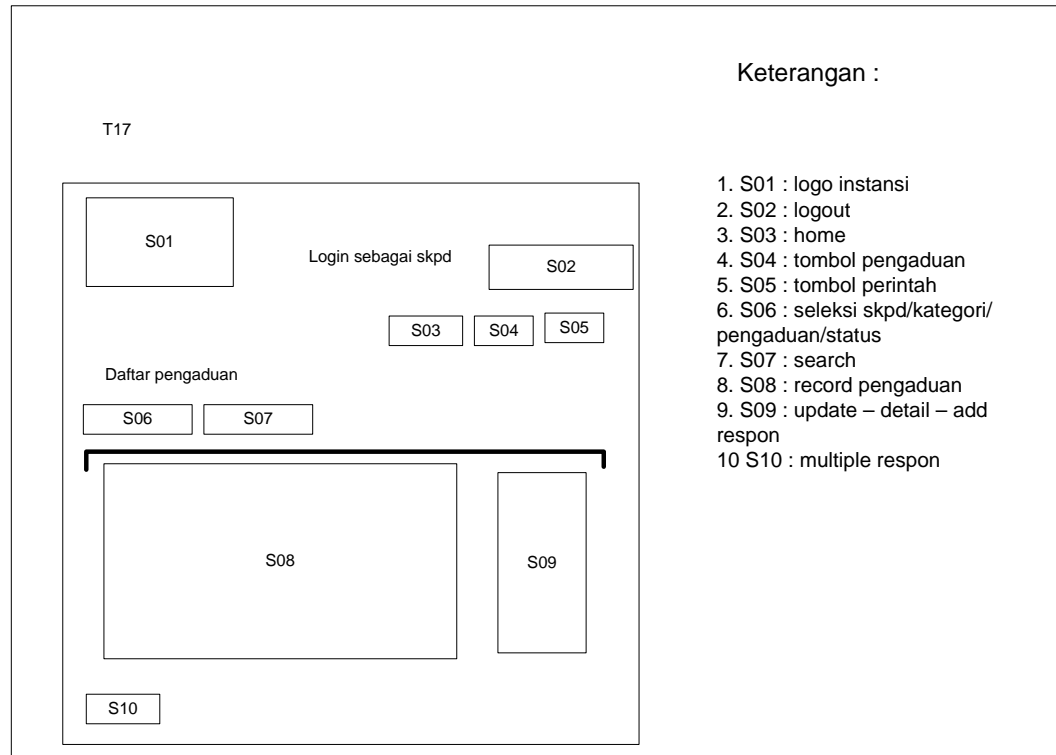 Keterangan :
T17
S01
Login sebagai skpd
S02
S03
S04
S05
Daftar pengaduan
S06
S07
S08
S09
S10
1. S01 : logo instansi
2. S02 : logout
3. S03 : home
4. S04 : tombol pengaduan
5. S05 : tombol perintah
6. S06 : seleksi skpd/kategori/
pengaduan/status
7. S07 : search
8. S08 : record pengaduan
9. S09 : update – detail – add
respon
10 S10 : multiple respon